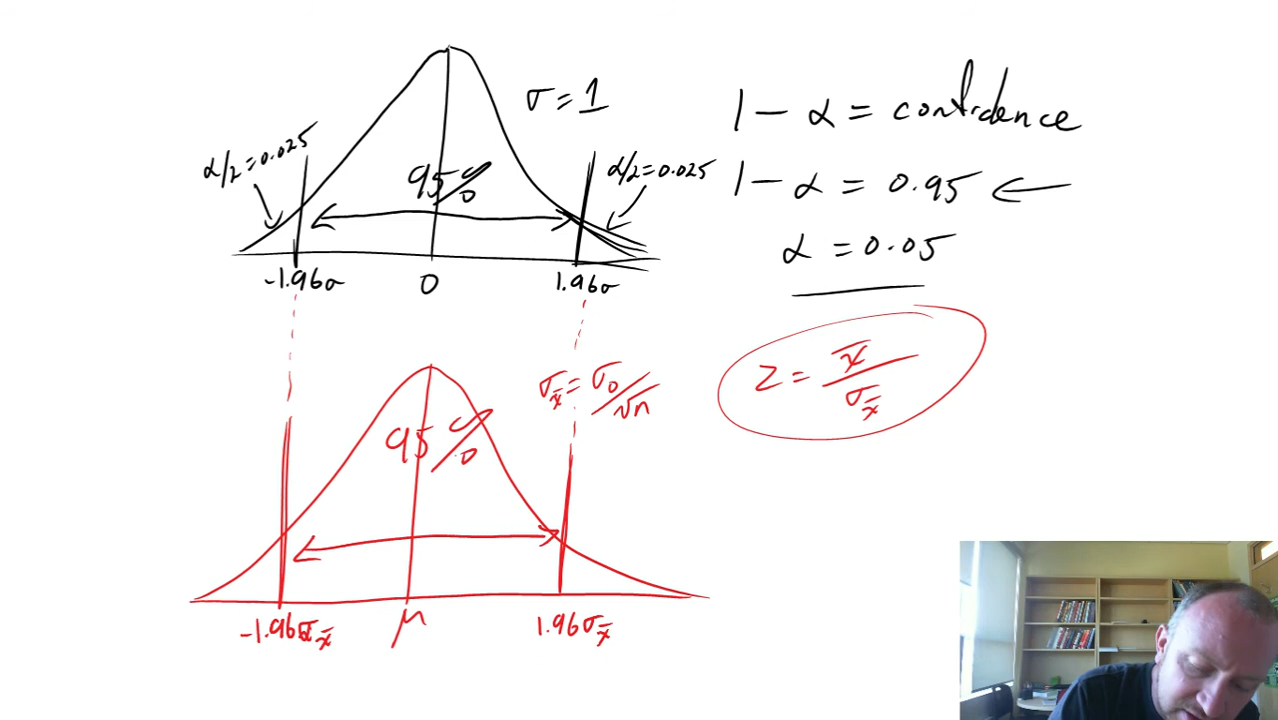 σ = 1
α/2 = 0.025
95%
α/2 = 0.025
-1.96σ
0
1.96σ
1 - α = confidence
1 - α = 0.95 ←
α = 0.05
z = x̄/σx̄
σx̄ = σ0/√n
95%
-1.96σx̄
μ
1.96σx̄